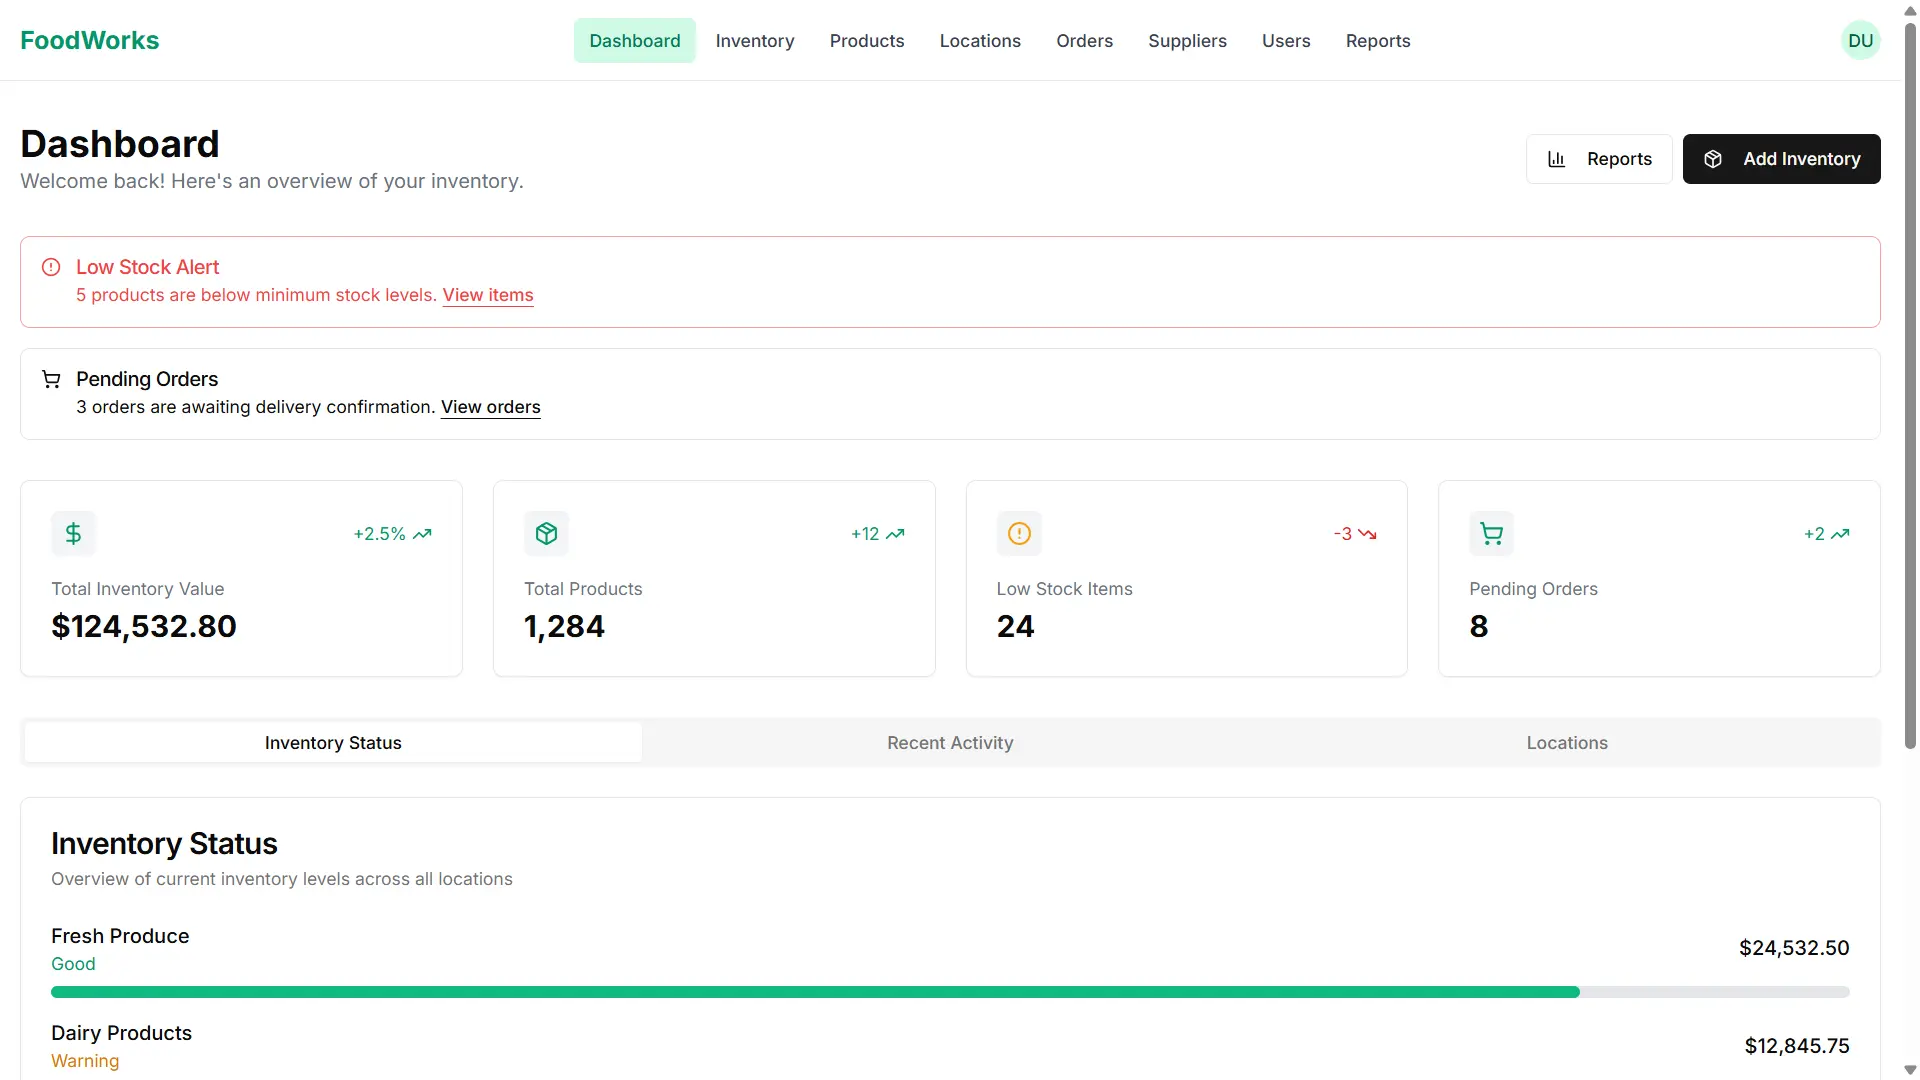 FoodWorks
Dashboard Inventory Products Locations Orders Suppliers Users Reports
DU
Dashboard
Welcome back! Here's an overview of your inventory.
Reports
Add Inventory
Low Stock Alert
5 products are below minimum stock levels. View items
Pending Orders
3 orders are awaiting delivery confirmation. View orders
+2.5%
Total Inventory Value
$124,532.80
+12
Total Products
1,284
-3
Low Stock Items
24
+2
Pending Orders
8
Inventory Status
Recent Activity
Locations
Inventory Status
Overview of current inventory levels across all locations
Fresh Produce
Good
$24,532.50
Dairy Products
Warning
$12,845.75